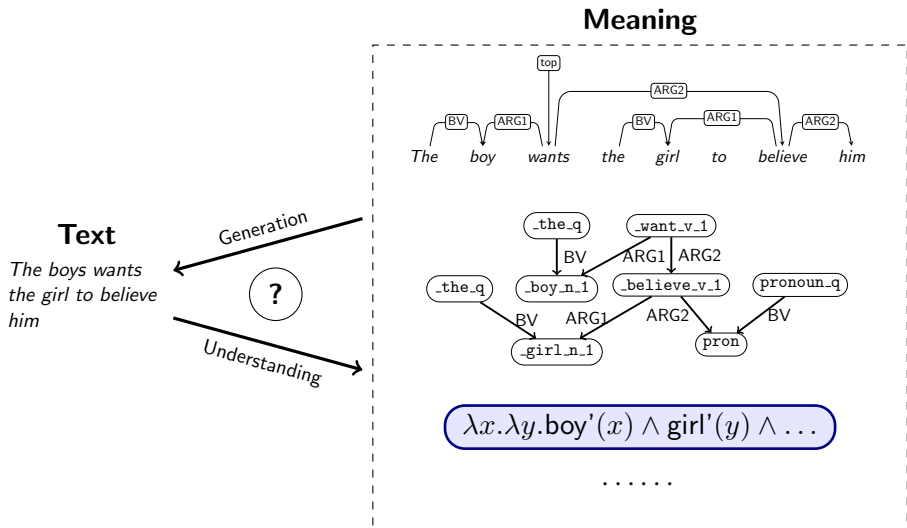 Meaning
top
ARG2
BV ARG1 BV ARG1 ARG2
The boy wants the girl to believe him
Generation
Text
The boys wants
the girl to believe
him
?
Understanding
_the_q _want_v_1
BV ARG1 ARG2
_the_q _boy_n_1 _believe_v_1 pronoun_q
BV ARG1 ARG2 BV
_girl_n_1 pron
λx.λy.boy'(x) ∧ girl'(y) ∧ ...
......